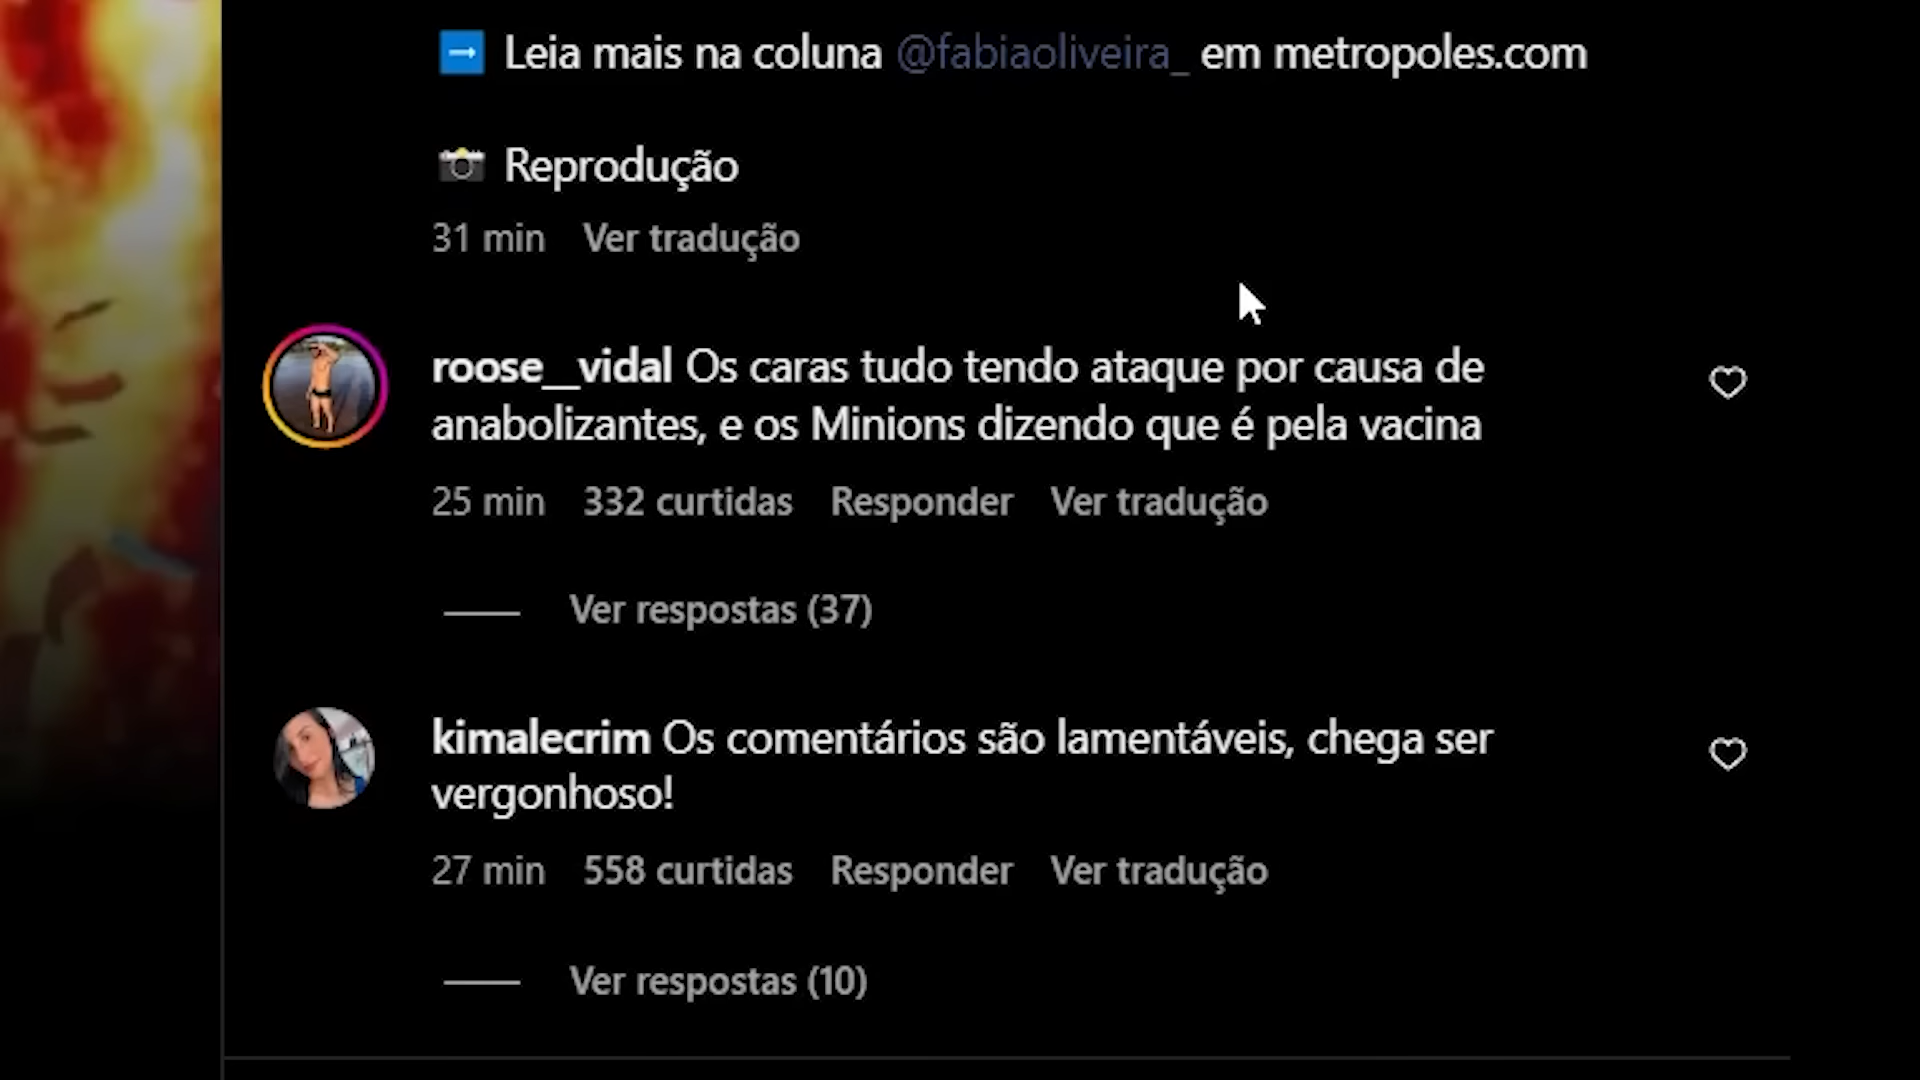 ➡️ Leia mais na coluna @fabiaoliveira_ em metropoles.com
📷 Reprodução
31 min Ver tradução
roose__vidal Os caras tudo tendo ataque por causa de
anabolizantes, e os Minions dizendo que é pela vacina
25 min 332 curtidas Responder Ver tradução
Ver respostas (37)
kimalecrim Os comentários são lamentáveis, chega ser
vergonhoso!
27 min 558 curtidas Responder Ver tradução
Ver respostas (10)